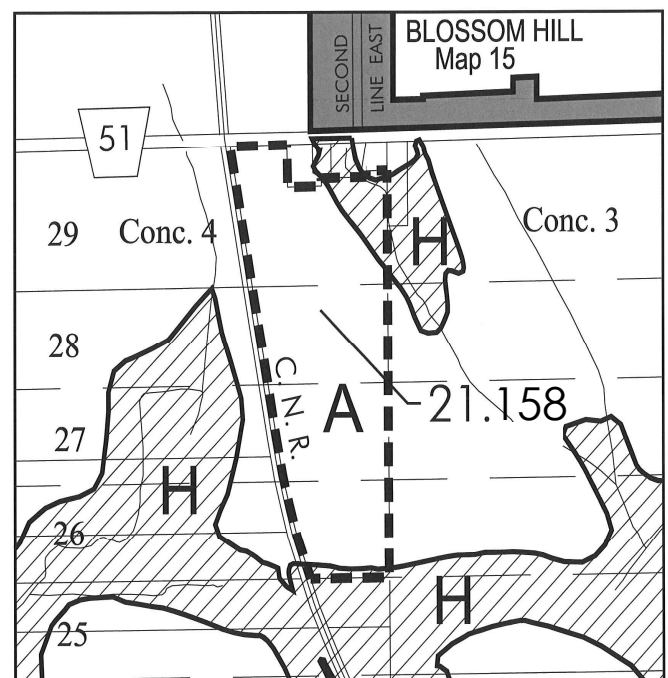 BLOSSOM HILL
Map 15
SECOND
LINE EAST
51
29
Conc. 4
Conc. 3
H
28
C. N. R.
A
21.158
27
H
26
H
25